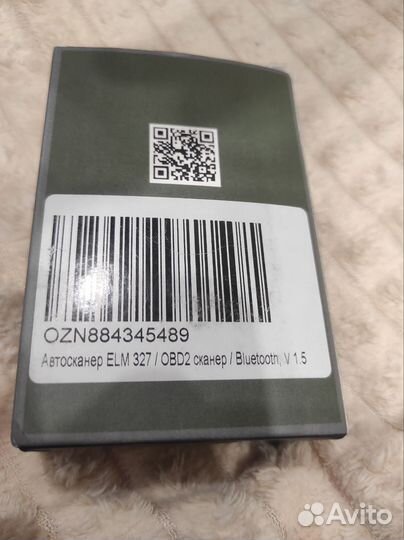 OZN884345489
Автосканер ELM 327 / OBD2 сканер / Bluetooth, V 1.5
Avito